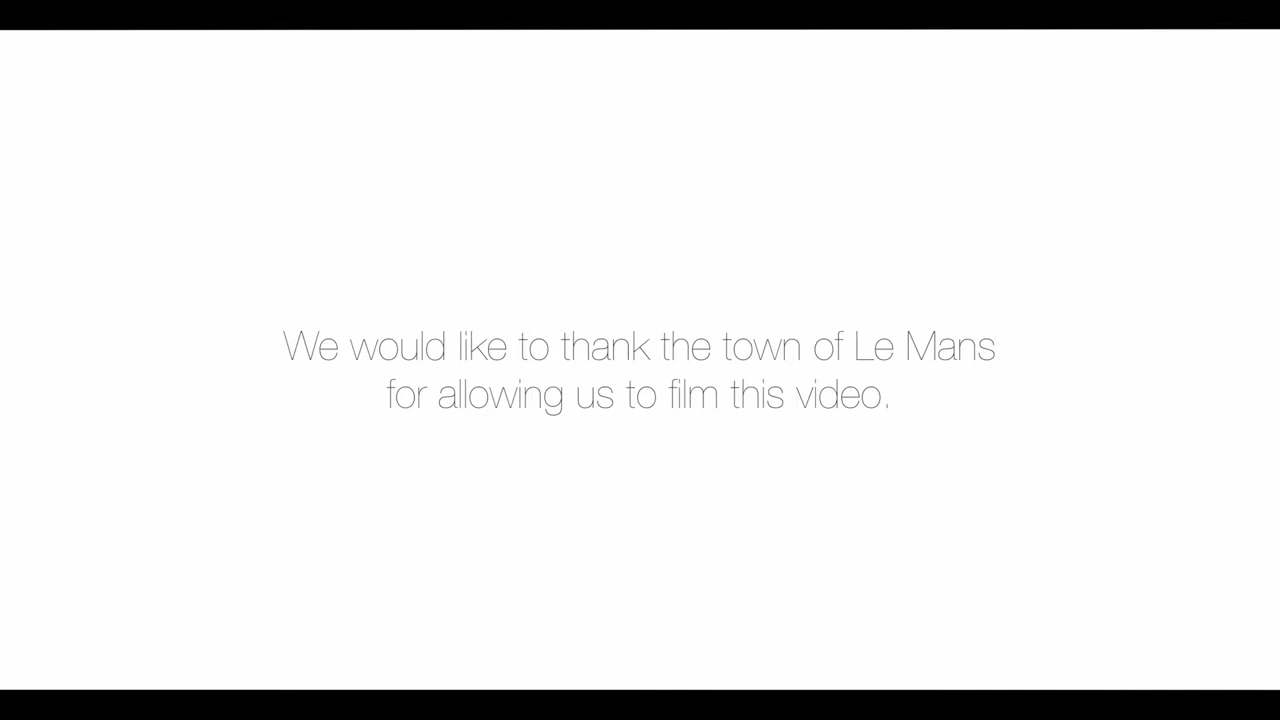 We would like to thank the town of Le Mans
for allowing us to film this video.